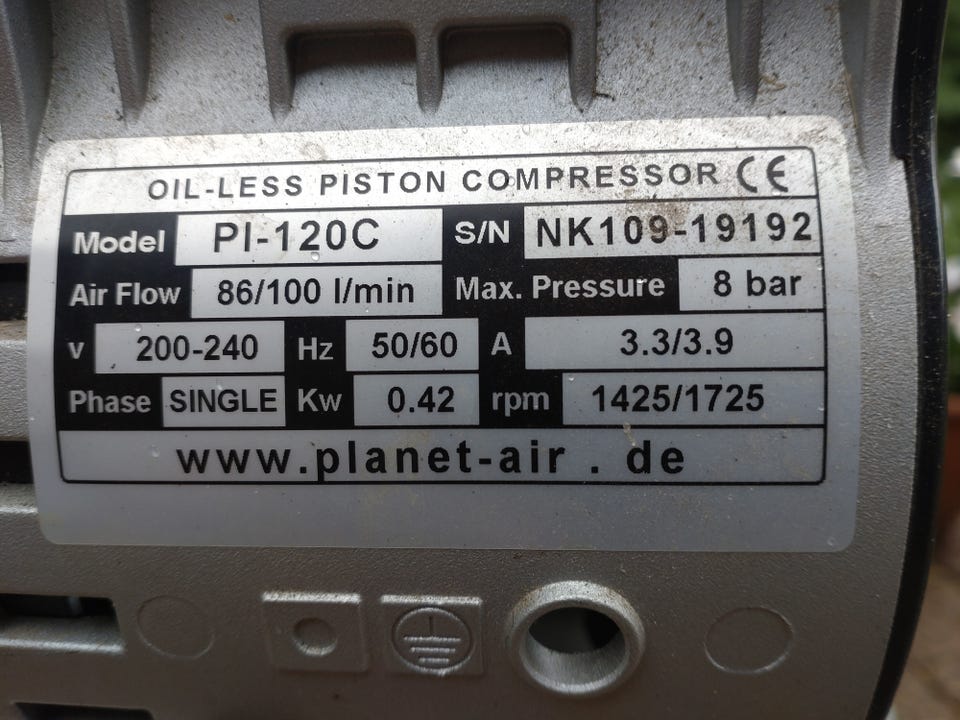 OIL-LESS PISTON COMPRESSOR CE
Model PI-120C S/N NK109-19192
Air Flow 86/100 l/min Max. Pressure 8 bar
v 200-240 Hz 50/60 A 3.3/3.9
Phase SINGLE Kw 0.42 rpm 1425/1725
www.planet-air . de